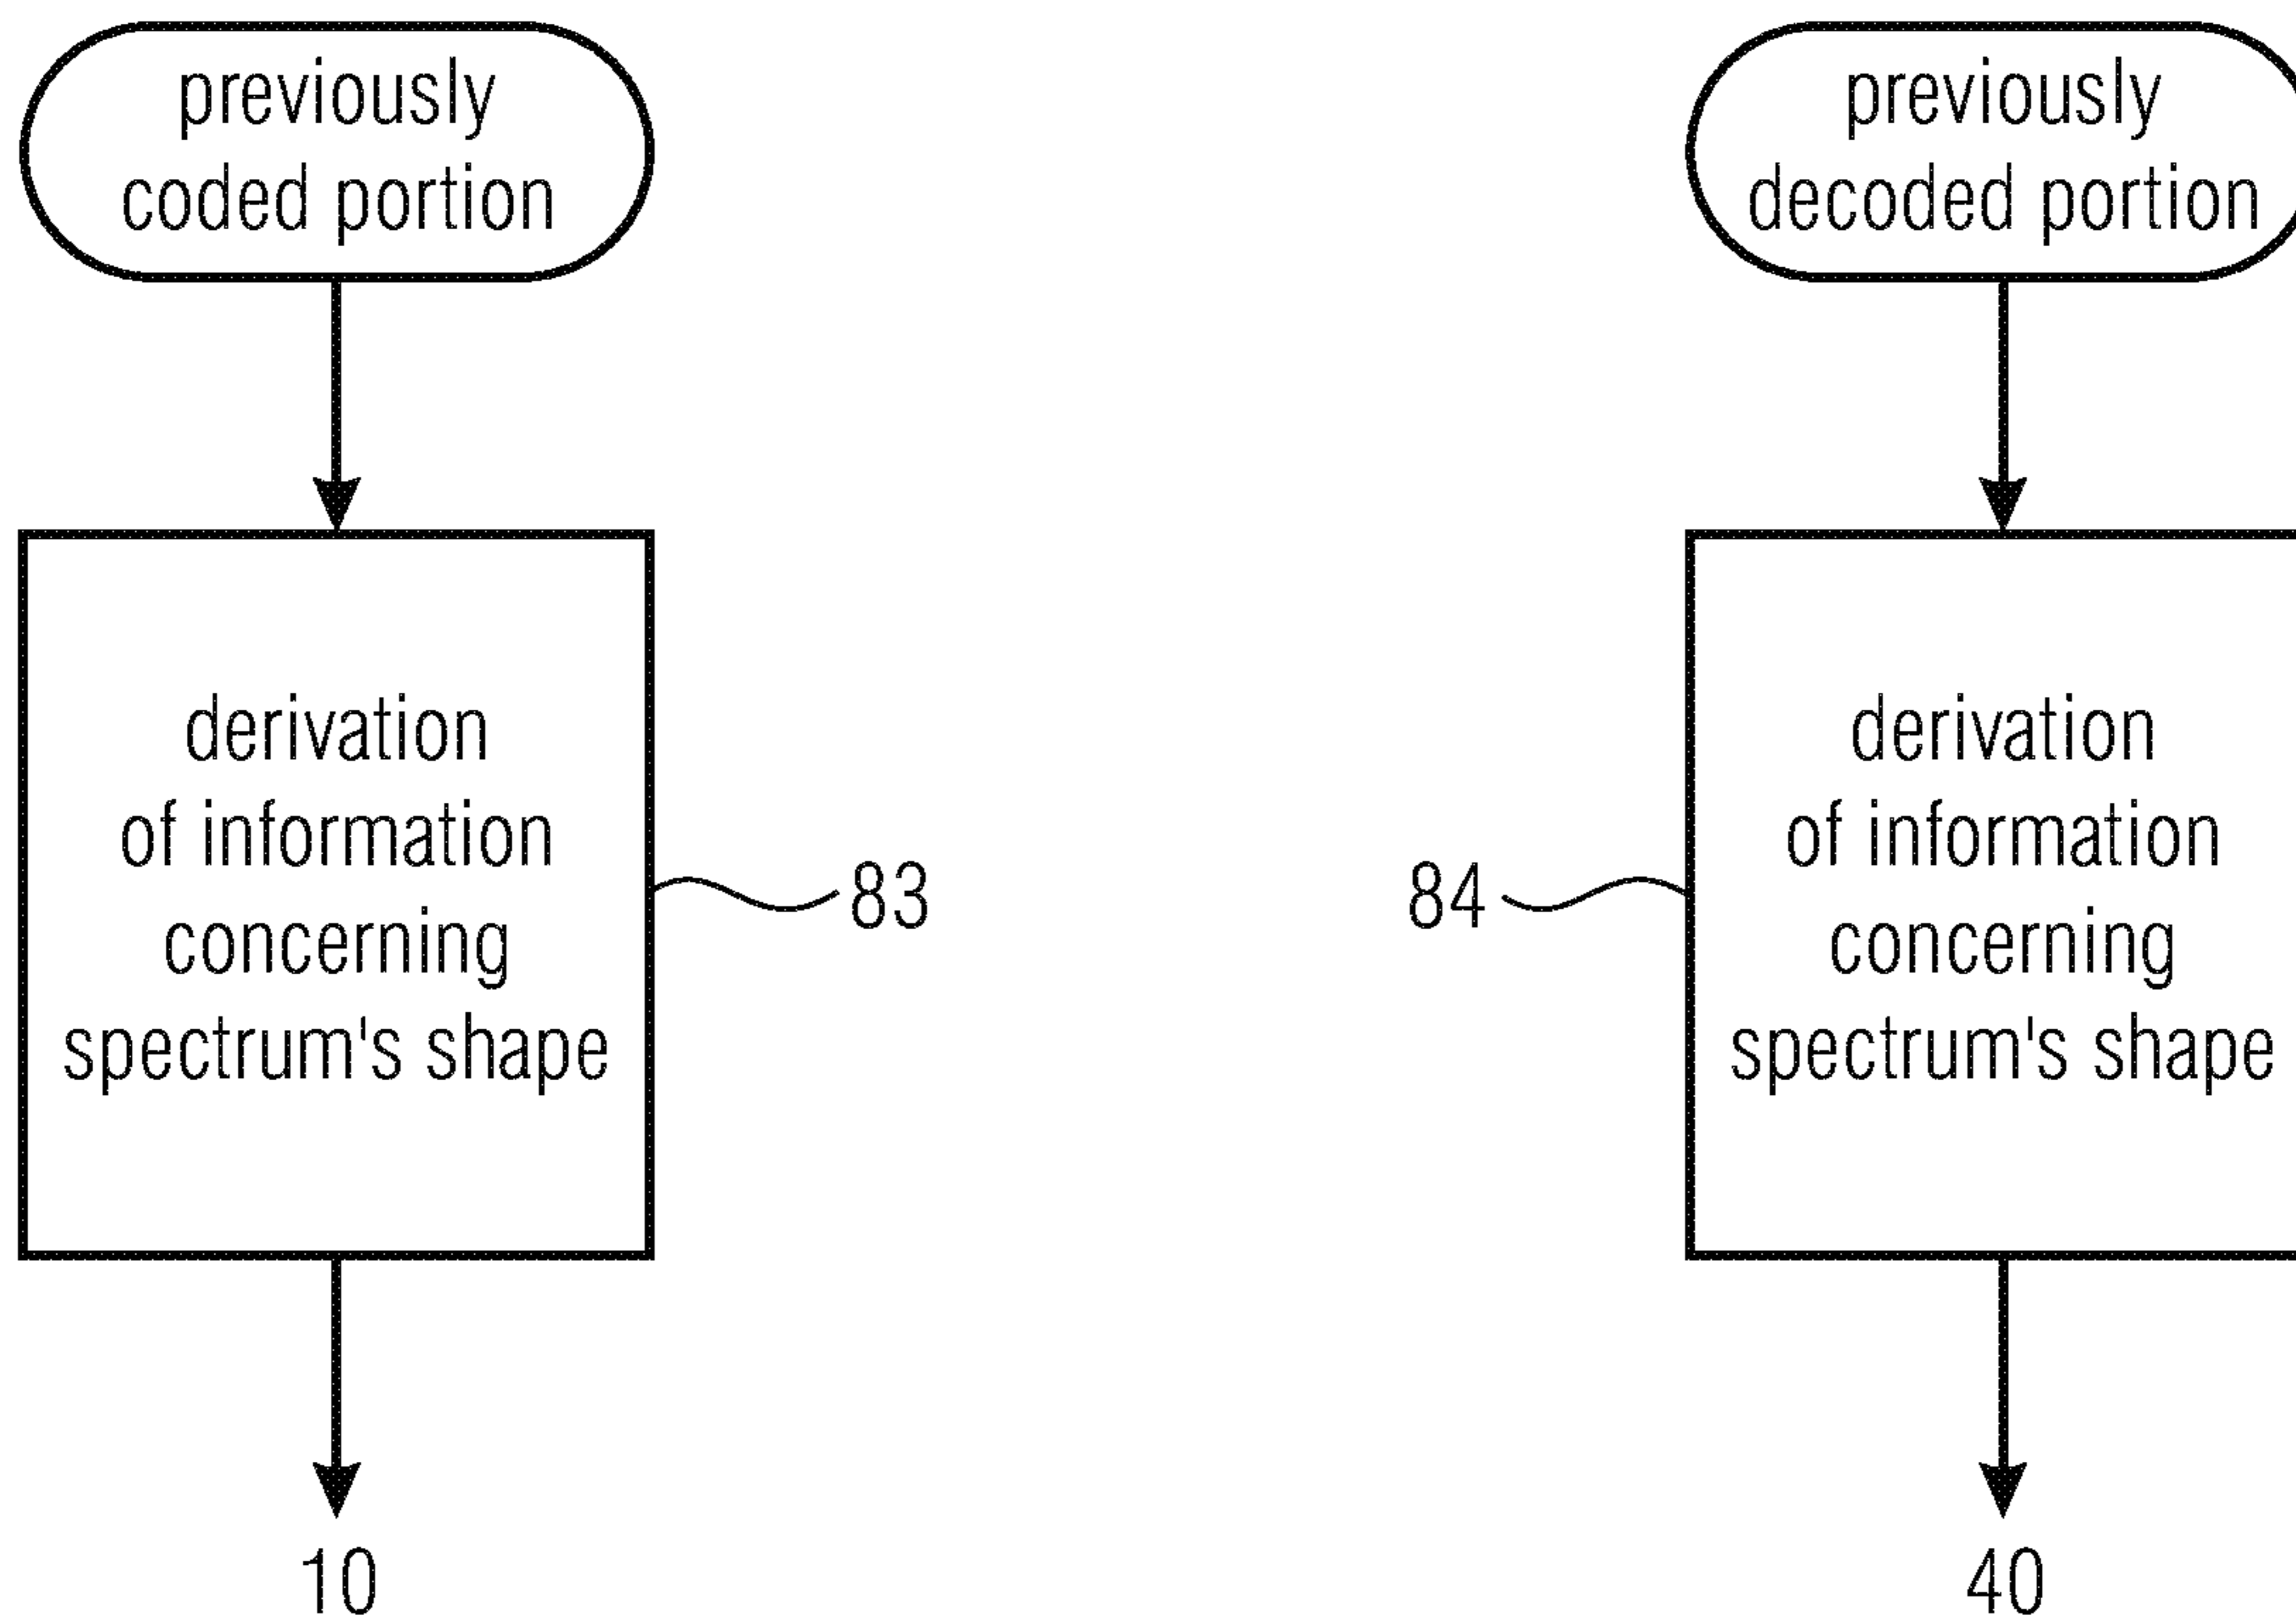 previously
coded portion
derivation
of information
concerning
spectrum's shape
83
10
previously
decoded portion
derivation
of information
concerning
spectrum's shape
84
40